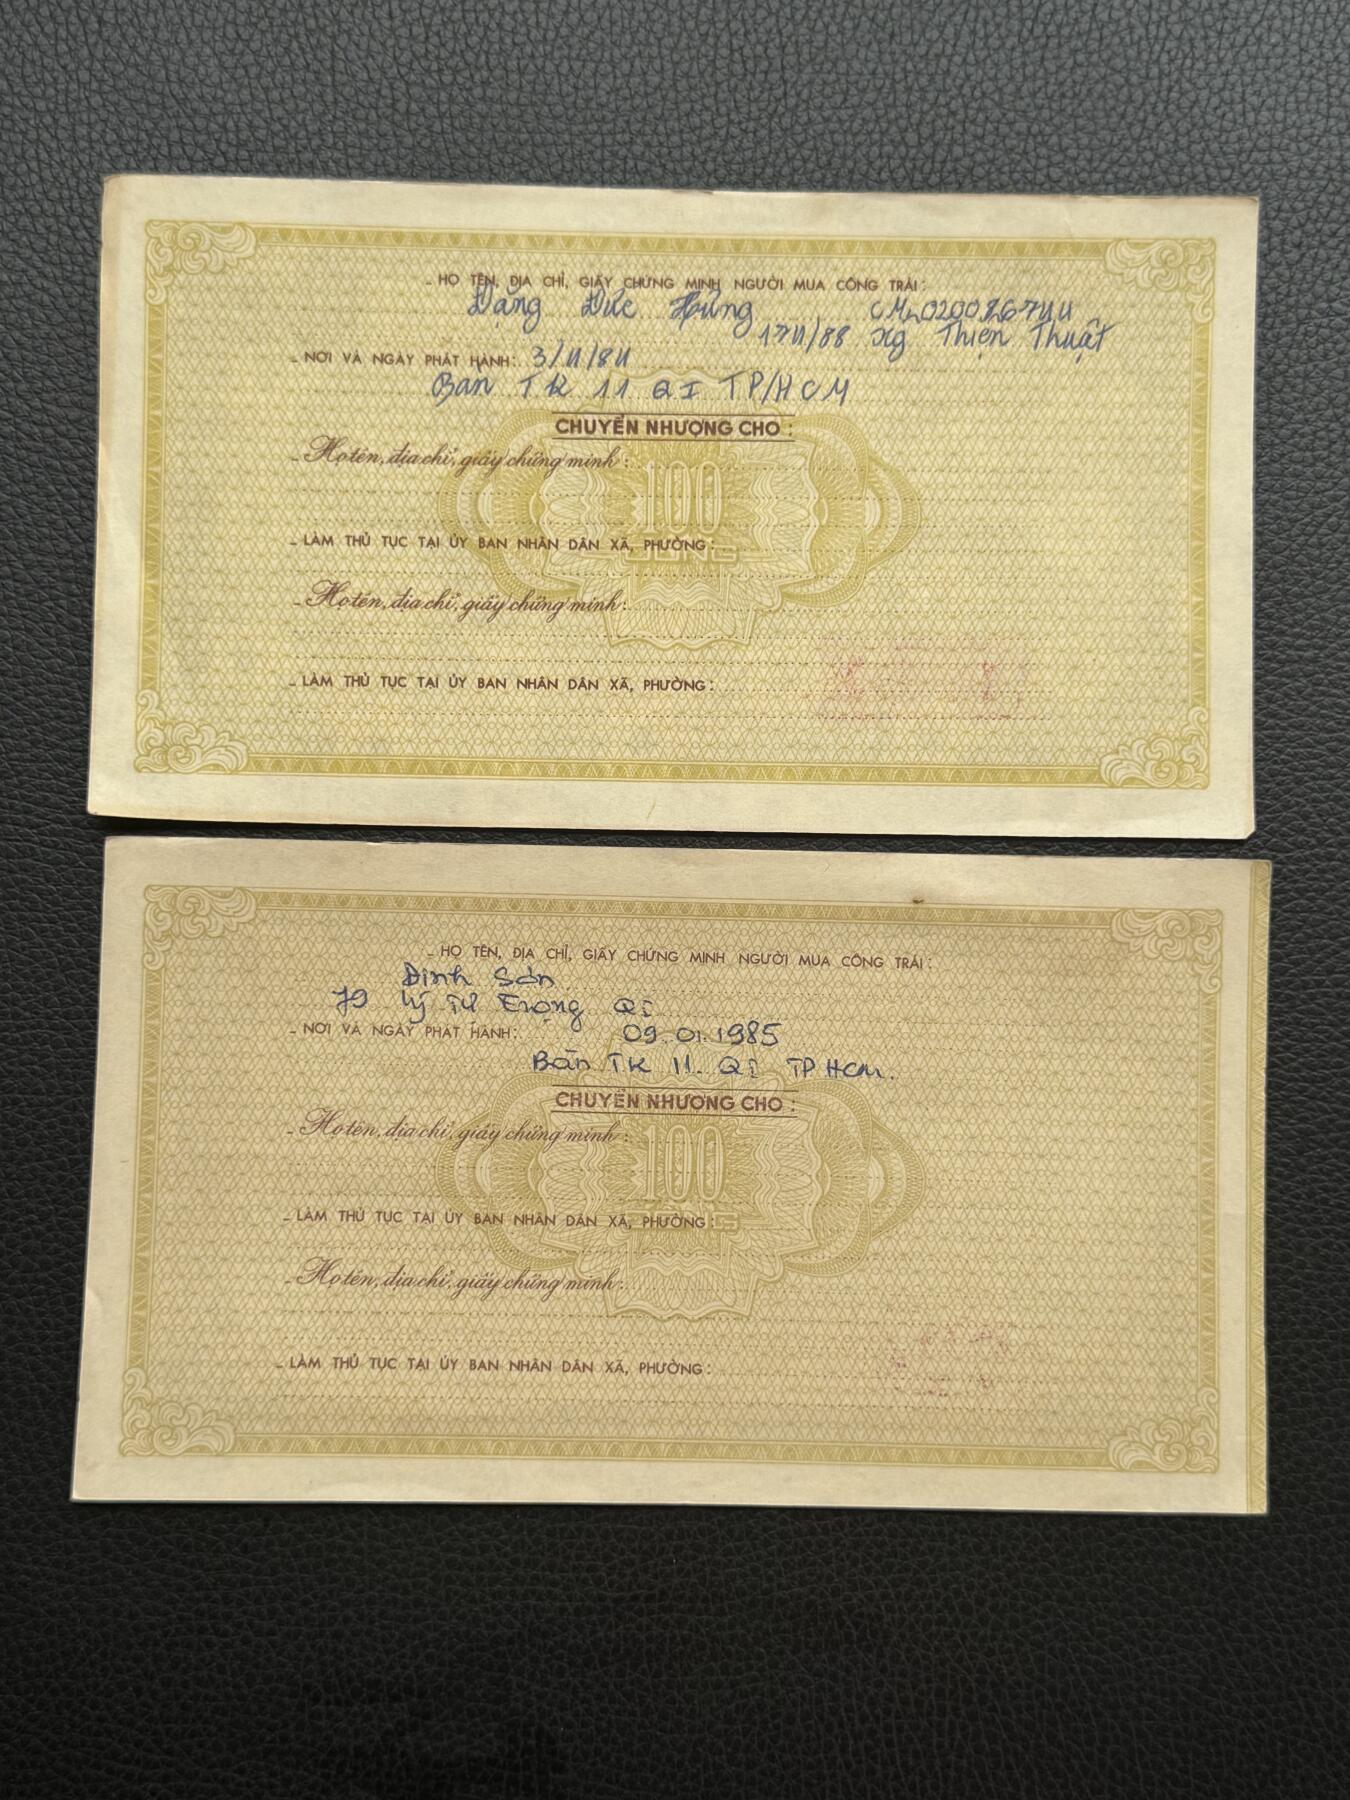 - HỌ TÊN, ĐỊA CHỈ, GIẤY CHỨNG MINH NGƯỜI MUA CÔNG TRÁI:
Đặng Đức Hùng CM
/88 Xg Thiện Thuật
- NƠI VÀ NGÀY PHÁT HÀNH: 3/4/84
Bàn TK 11 QI TP/HCM
CHUYỂN NHƯỢNG CHO:
- Họ tên, địa chỉ, giấy chứng minh:
100
ĐỒNG
- LÀM THỦ TỤC TẠI ỦY BAN NHÂN DÂN XÃ, PHƯỜNG:
- Họ tên, địa chỉ, giấy chứng minh:
- LÀM THỦ TỤC TẠI ỦY BAN NHÂN DÂN XÃ, PHƯỜNG:
- HỌ TÊN, ĐỊA CHỈ, GIẤY CHỨNG MINH NGƯỜI MUA CÔNG TRÁI:
Đinh Sơn
79 Lý Tự Trọng QI
- NƠI VÀ NGÀY PHÁT HÀNH: 09.01.1985
Bàn TK 11. QI TP HCM.
CHUYỂN NHƯỢNG CHO:
- Họ tên, địa chỉ, giấy chứng minh:
100
ĐỒNG
- LÀM THỦ TỤC TẠI ỦY BAN NHÂN DÂN XÃ, PHƯỜNG:
- Họ tên, địa chỉ, giấy chứng minh:
- LÀM THỦ TỤC TẠI ỦY BAN NHÂN DÂN XÃ, PHƯỜNG: